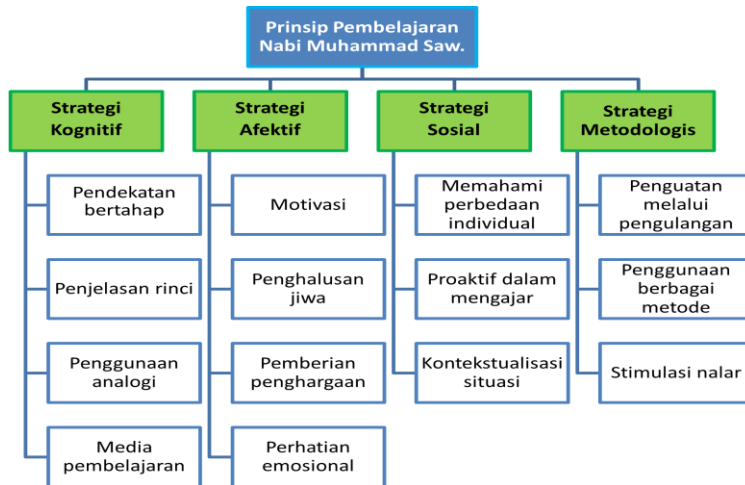 Prinsip Pembelajaran
Nabi Muhammad Saw.
Strategi
Kognitif
Pendekatan
bertahap
Penjelasan rinci
Penggunaan
analogi
Media
pembelajaran
Strategi
Afektif
Motivasi
Penghalusan
jiwa
Pemberian
penghargaan
Perhatian
emosional
Strategi
Sosial
Memahami
perbedaan
individual
Proaktif dalam
mengajar
Kontekstualisasi
situasi
Strategi
Metodologis
Penguatan
melalui
pengulangan
Penggunaan
berbagai
metode
Stimulasi nalar